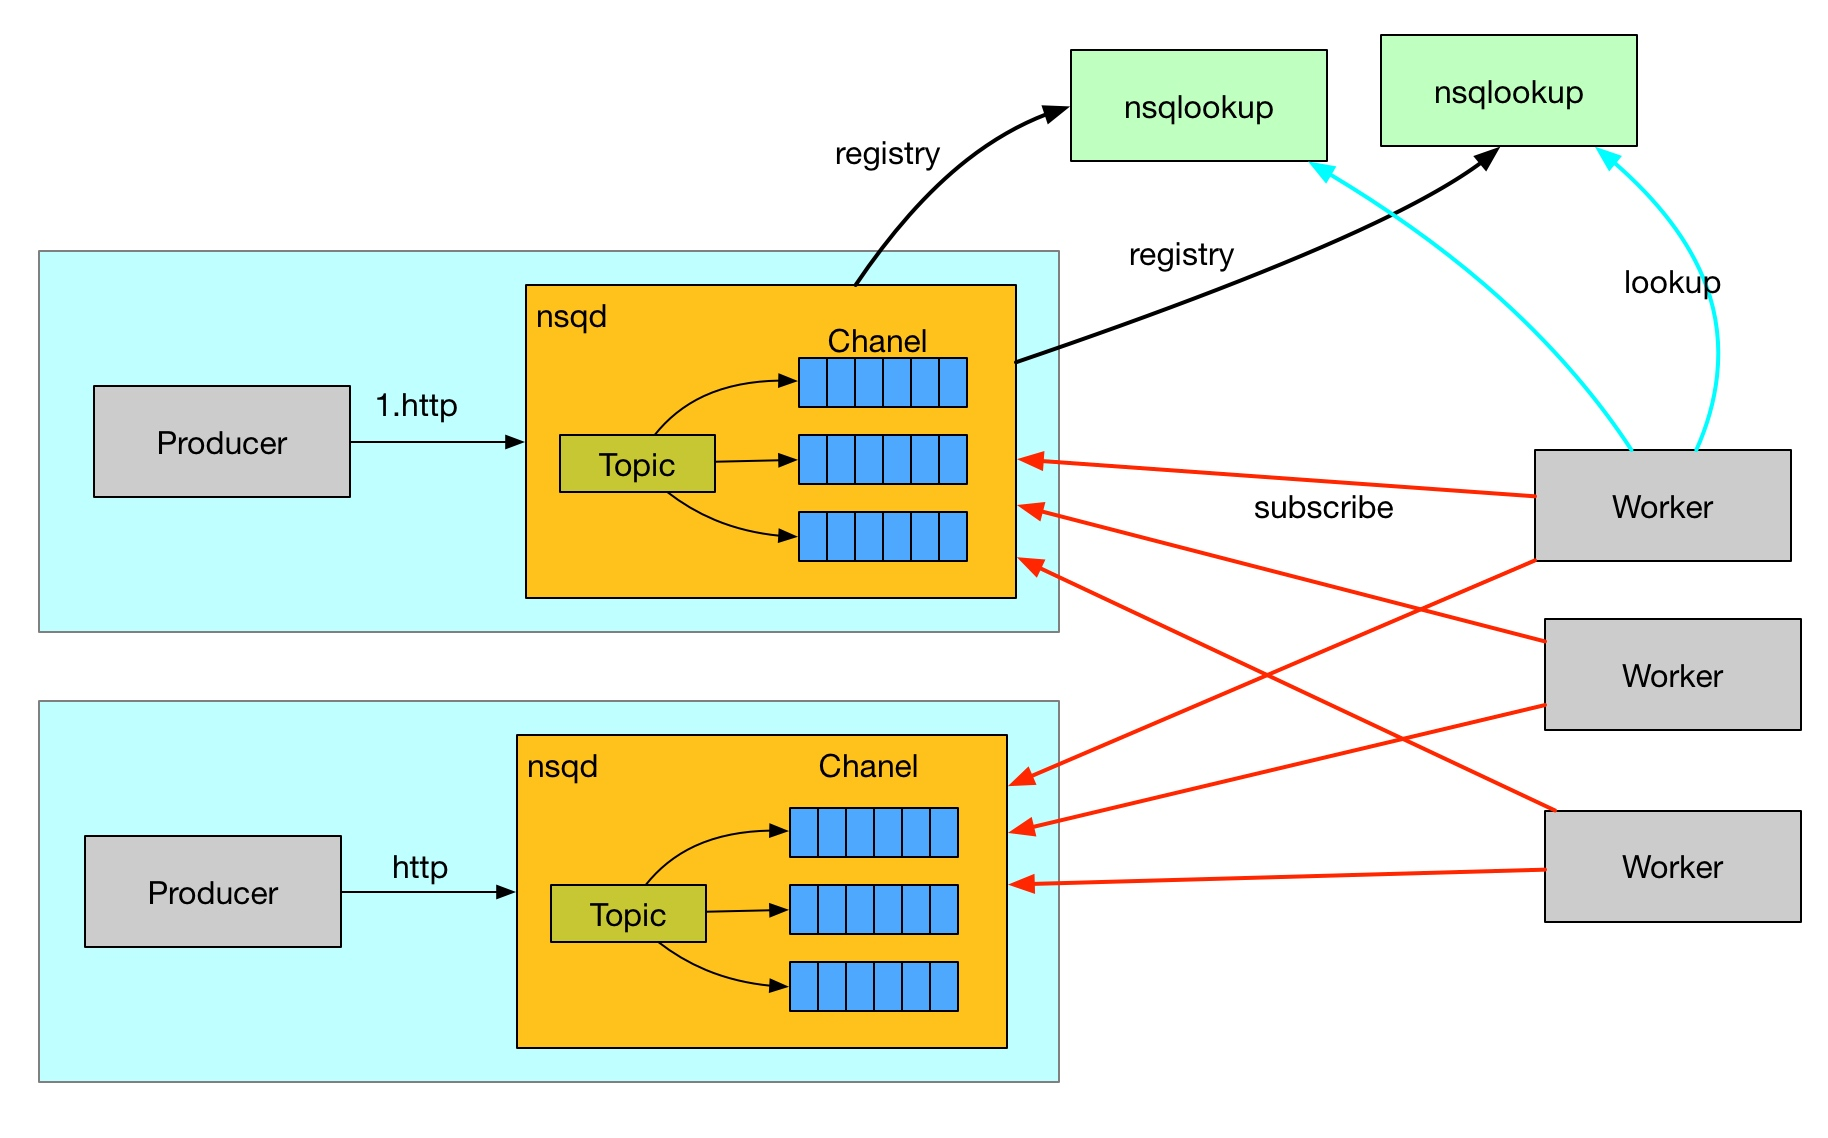 nsqlookup
nsqlookup
registry
registry
lookup
nsqd
Chanel
1.http
Producer
Topic
subscribe
Worker
Worker
nsqd
Chanel
http
Producer
Topic
Worker